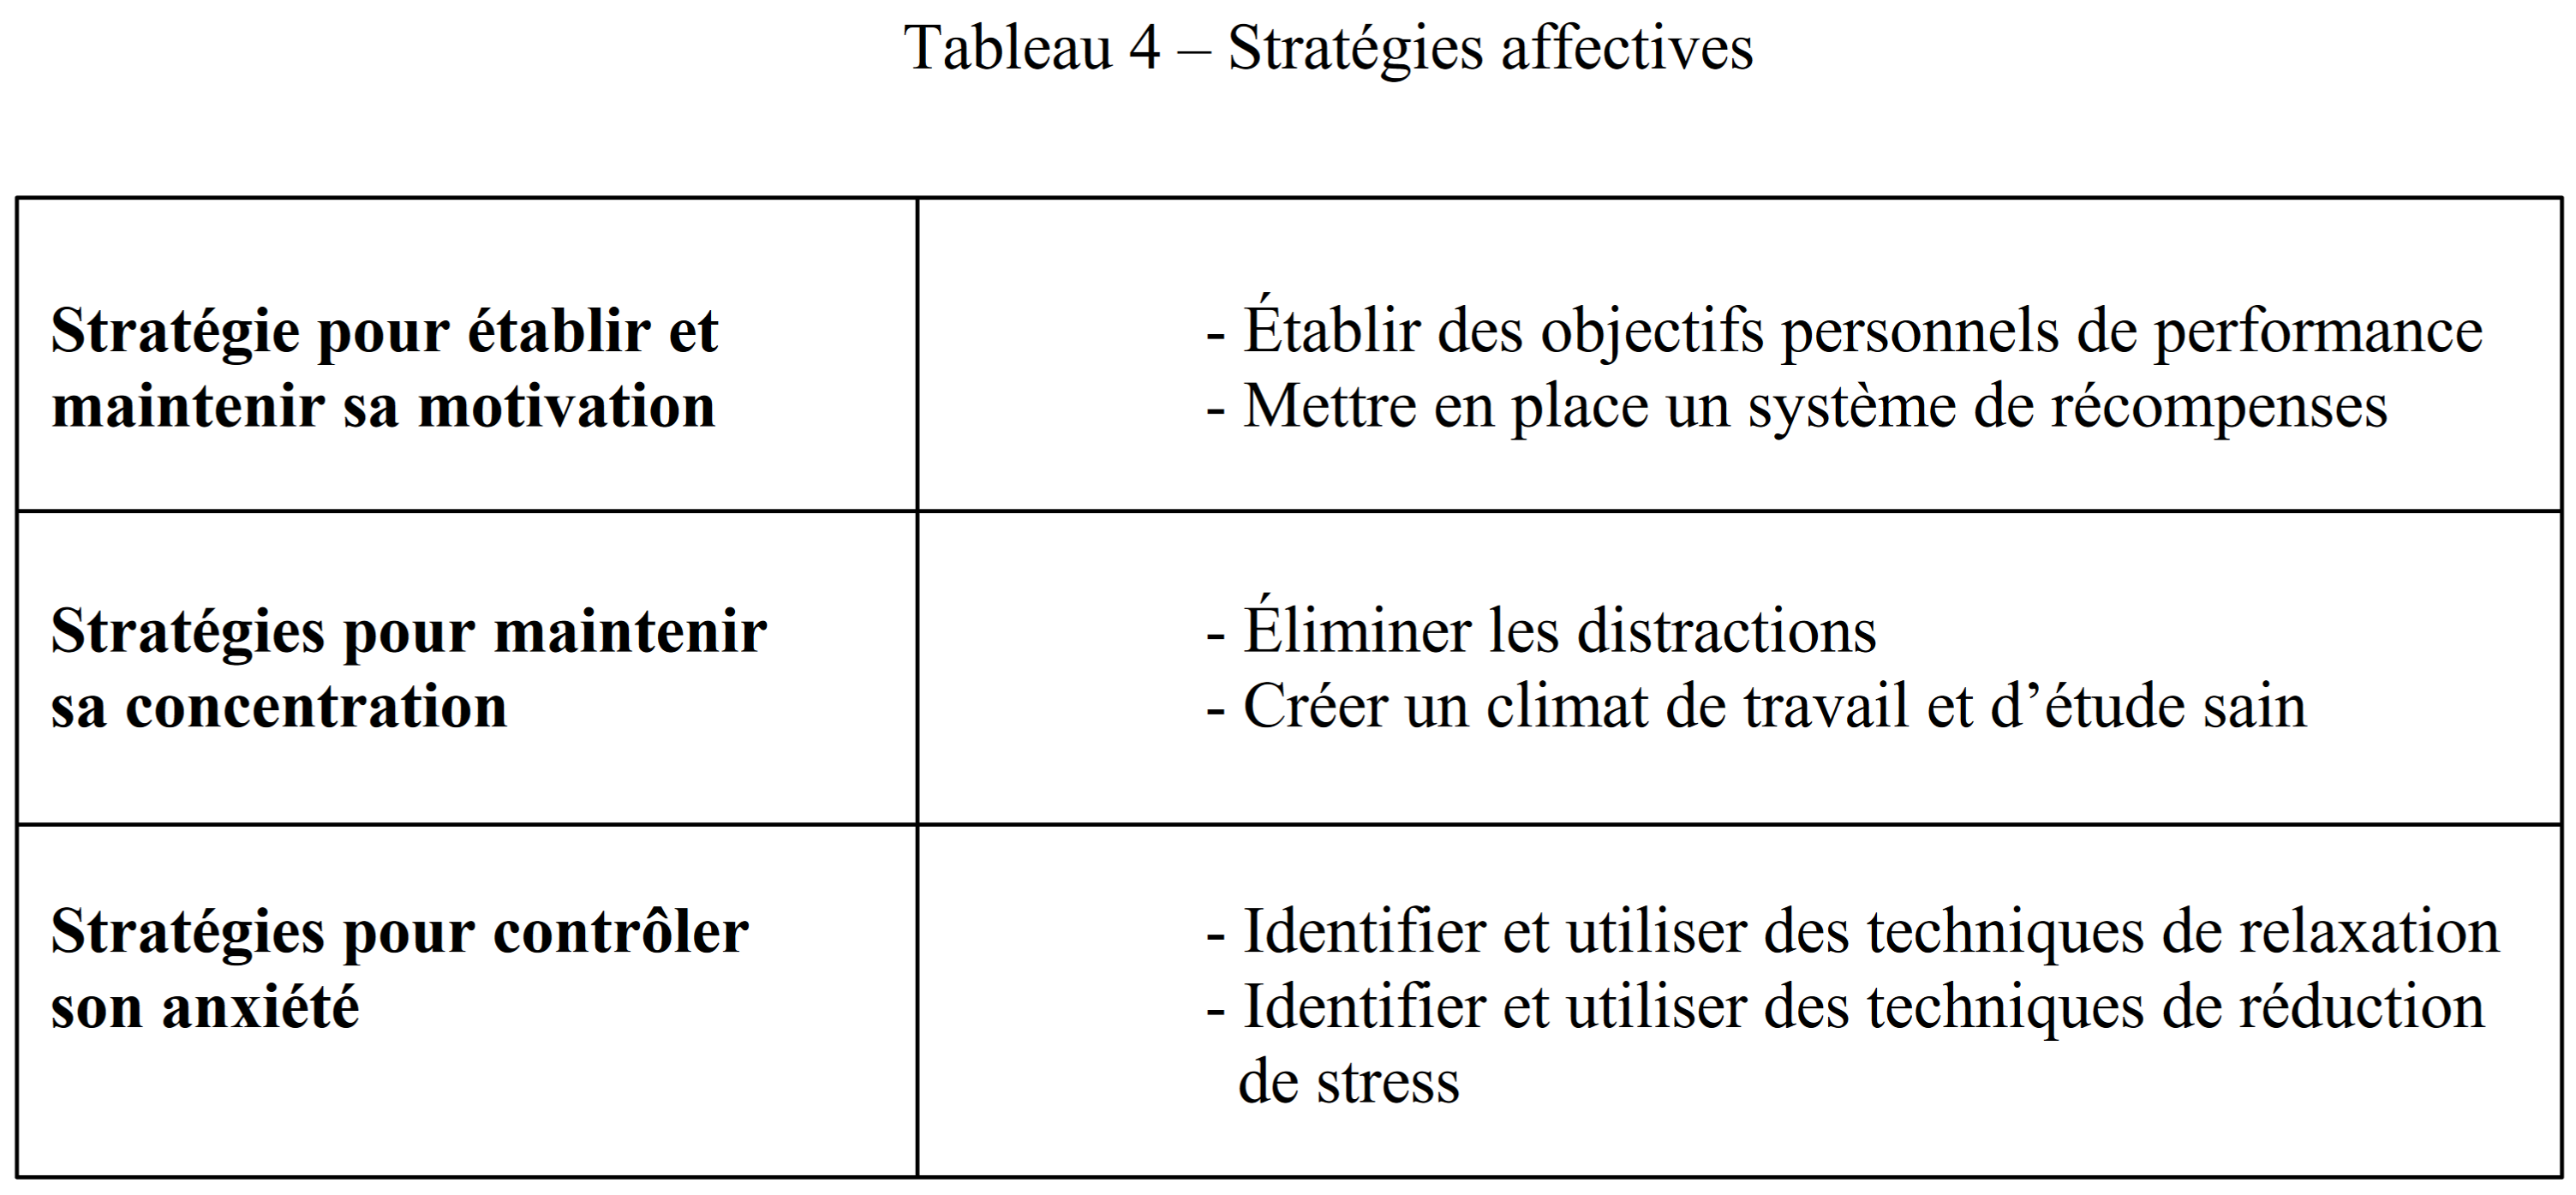 Tableau 4 – Stratégies affectives
Stratégie pour établir et
maintenir sa motivation
- Établir des objectifs personnels de performance
- Mettre en place un système de récompenses
Stratégies pour maintenir
sa concentration
- Éliminer les distractions
- Créer un climat de travail et d’étude sain
Stratégies pour contrôler
son anxiété
- Identifier et utiliser des techniques de relaxation
- Identifier et utiliser des techniques de réduction
de stress